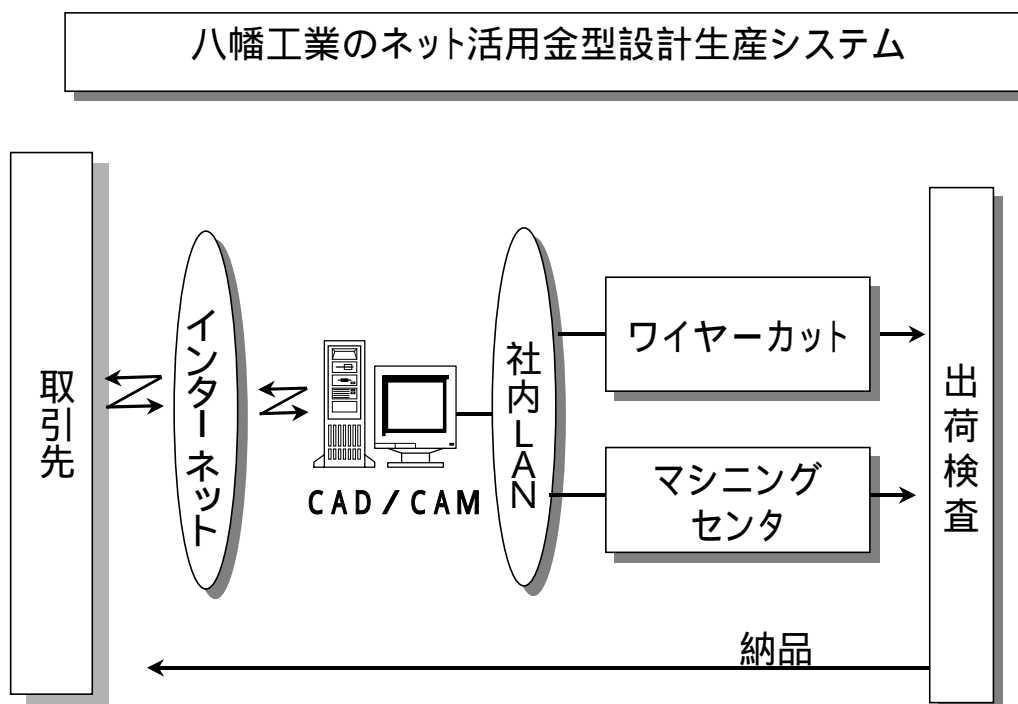 八幡工業のネット活用金型設計生産システム
取引先
インターネット
CAD/CAM
社内LAN
ワイヤーカット
マシニング
センタ
出荷検査
納品